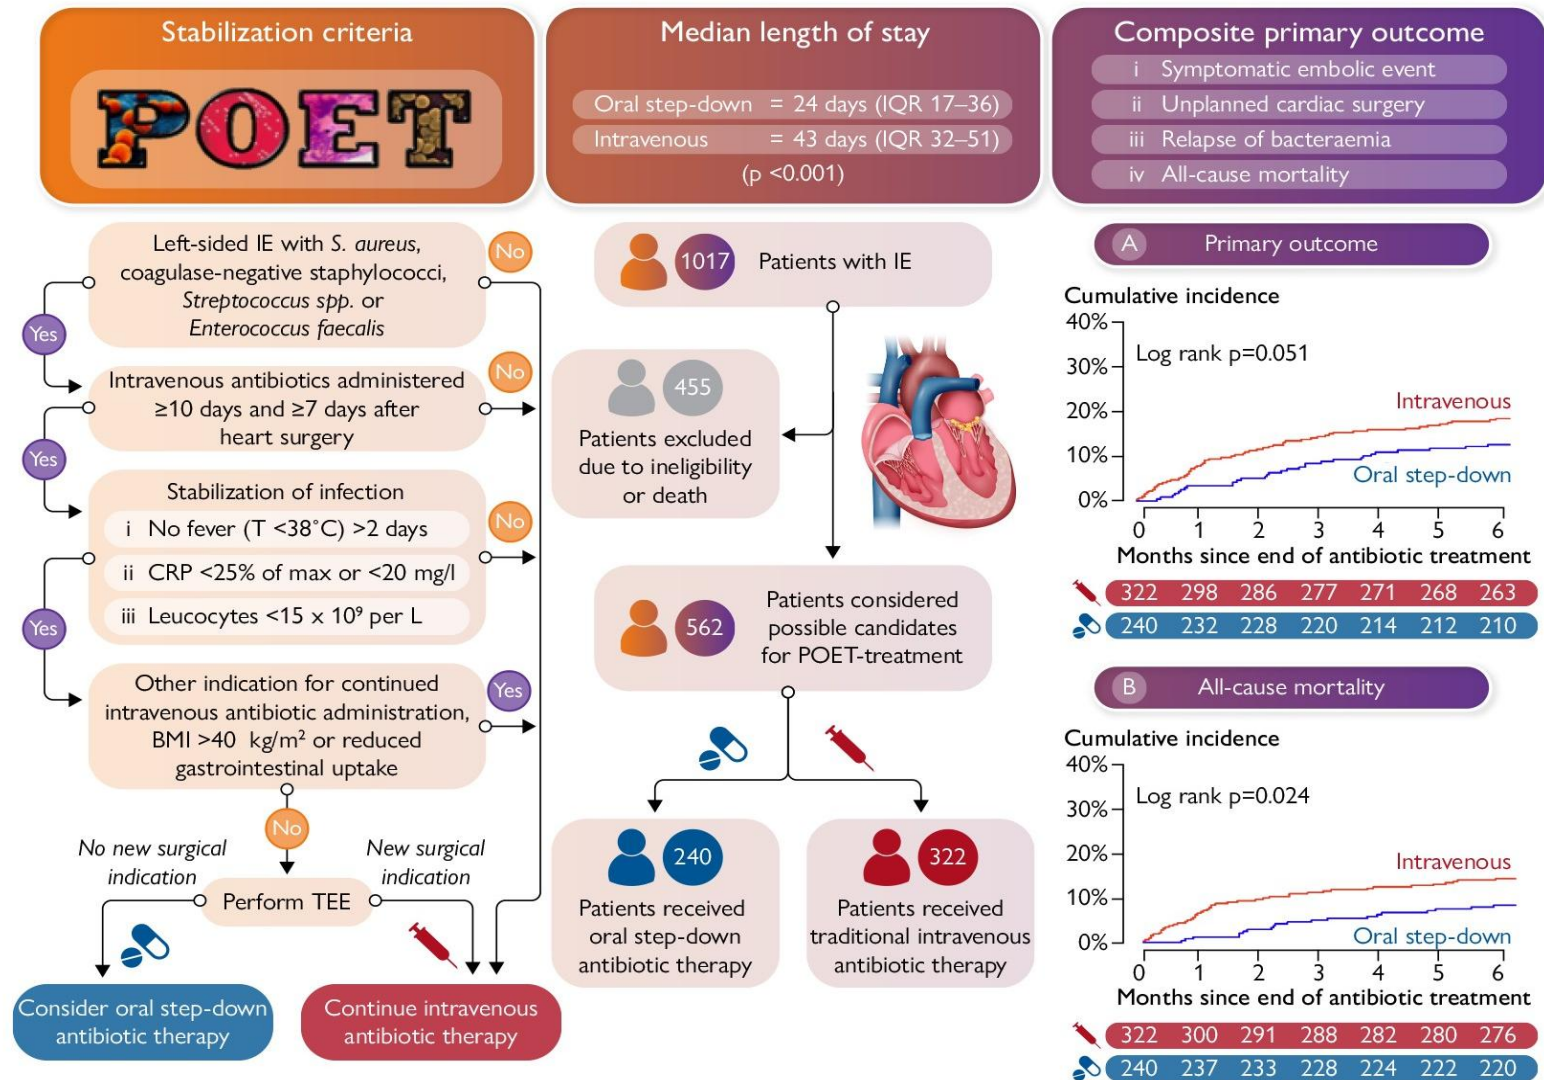 Stabilization criteria
POET
Left-sided IE with S. aureus,
coagulase-negative staphylococci,
Streptococcus spp. or
Enterococcus faecalis
No
Yes
Intravenous antibiotics administered
≥10 days and ≥7 days after
heart surgery
No
Yes
Stabilization of infection
i No fever (T <38˚C) >2 days
ii CRP <25% of max or <20 mg/l
iii Leucocytes <15 x 10⁹ per L
No
Yes
Other indication for continued
intravenous antibiotic administration,
BMI >40 kg/m² or reduced
gastrointestinal uptake
Yes
No
No new surgical
indication
New surgical
indication
Perform TEE
Consider oral step-down
antibiotic therapy
Continue intravenous
antibiotic therapy
Median length of stay
Oral step-down = 24 days (IQR 17–36)
Intravenous = 43 days (IQR 32–51)
(p <0.001)
1017 Patients with IE
455
Patients excluded
due to ineligibility
or death
562
Patients considered
possible candidates
for POET-treatment
240
Patients received
oral step-down
antibiotic therapy
322
Patients received
traditional intravenous
antibiotic therapy
Composite primary outcome
i Symptomatic embolic event
ii Unplanned cardiac surgery
iii Relapse of bacteraemia
iv All-cause mortality
A Primary outcome
Cumulative incidence
40%
30%
20%
10%
0%
Log rank p=0.051
Intravenous
Oral step-down
0 1 2 3 4 5 6
Months since end of antibiotic treatment
322 298 286 277 271 268 263
240 232 228 220 214 212 210
B All-cause mortality
Cumulative incidence
40%
30%
20%
10%
0%
Log rank p=0.024
Intravenous
Oral step-down
0 1 2 3 4 5 6
Months since end of antibiotic treatment
322 300 291 288 282 280 276
240 237 233 228 224 222 220